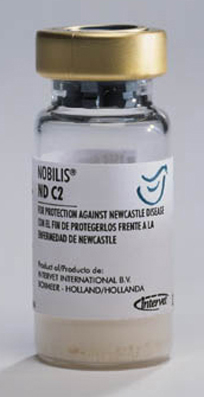 NOBILIS®
ND C2
FOR PROTECTION AGAINST NEWCASTLE DISEASE
CON EL FIN DE PROTEGERLOS FRENTE A LA
ENFERMEDAD DE NEWCASTLE
Product of/Producto de:
INTERVET INTERNATIONAL B.V.
BOXMEER - HOLLAND/HOLLANDA
Intervet